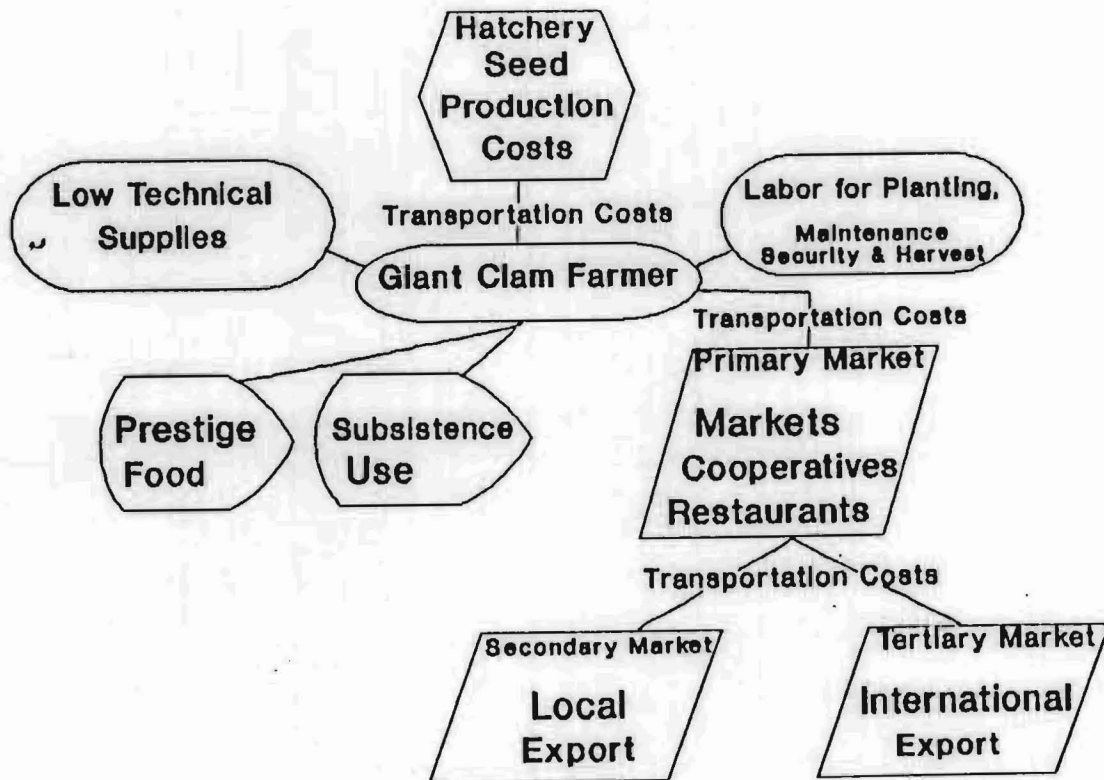 Hatchery
Seed
Production
Costs
Low Technical
Supplies
Transportation Costs
Labor for Planting,
Maintenance
Security & Harvest
Giant Clam Farmer
Transportation Costs
Primary Market
Markets
Cooperatives
Restaurants
Prestige
Food
Subsistence
Use
Transportation Costs
Secondary Market
Local
Export
Tertiary Market
International
Export